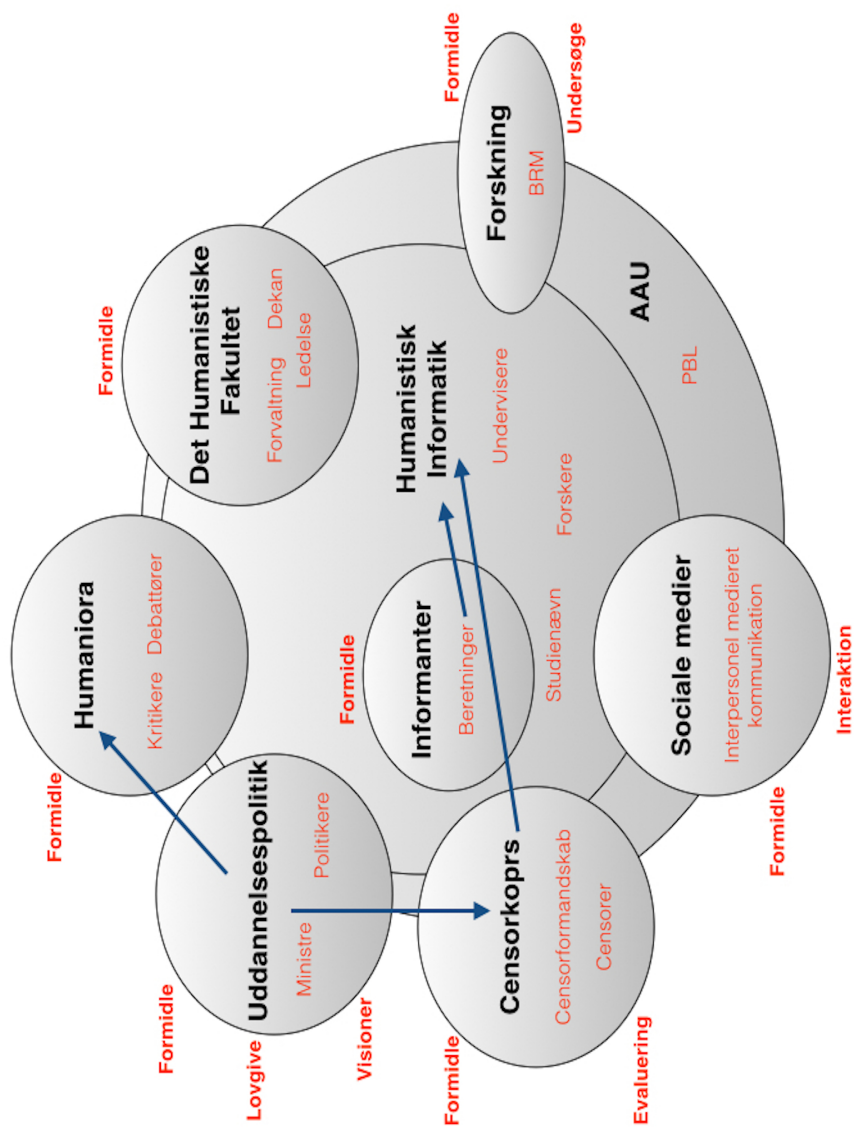 Formidle
Humaniora
Kritikere Debattører
Formidle
Lovgive
Visioner
Uddannelsespolitik
Ministre
Politikere
Formidle
Det Humanistiske
Fakultet
Forvaltning Dekan
Ledelse
Formidle
Informanter
Beretninger
Humanistisk
Informatik
Undervisere
Forskere
Studienævn
Formidle
Evaluering
Censorkoprs
Censorformandskab
Censorer
Formidle
Undersøge
Forskning
BRM
AAU
PBL
Sociale medier
Interpersonel medieret
kommunikation
Formidle
Interaktion